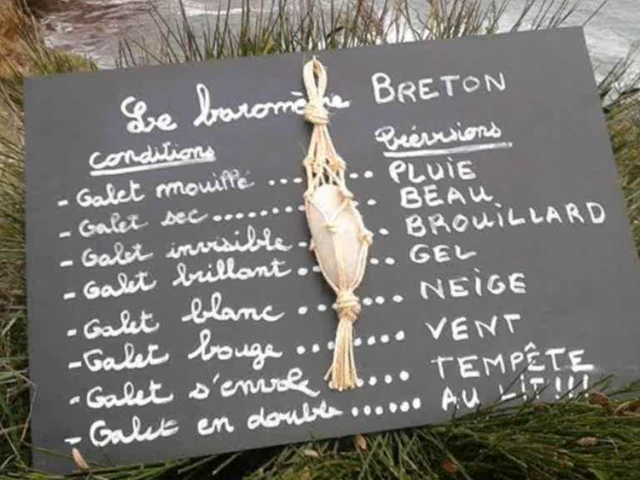 Le baromètre BRETON
conditions Prévisions
- Galet mouillé ...... PLUIE
- Galet sec ...... BEAU
- Galet invisible ... BROUILLARD
- Galet brillant ...... GEL
- Galet blanc ...... NEIGE
- Galet bouge ...... VENT
- Galet s'envole ...... TEMPÊTE
- Galet en double ...... AU LIT!!!